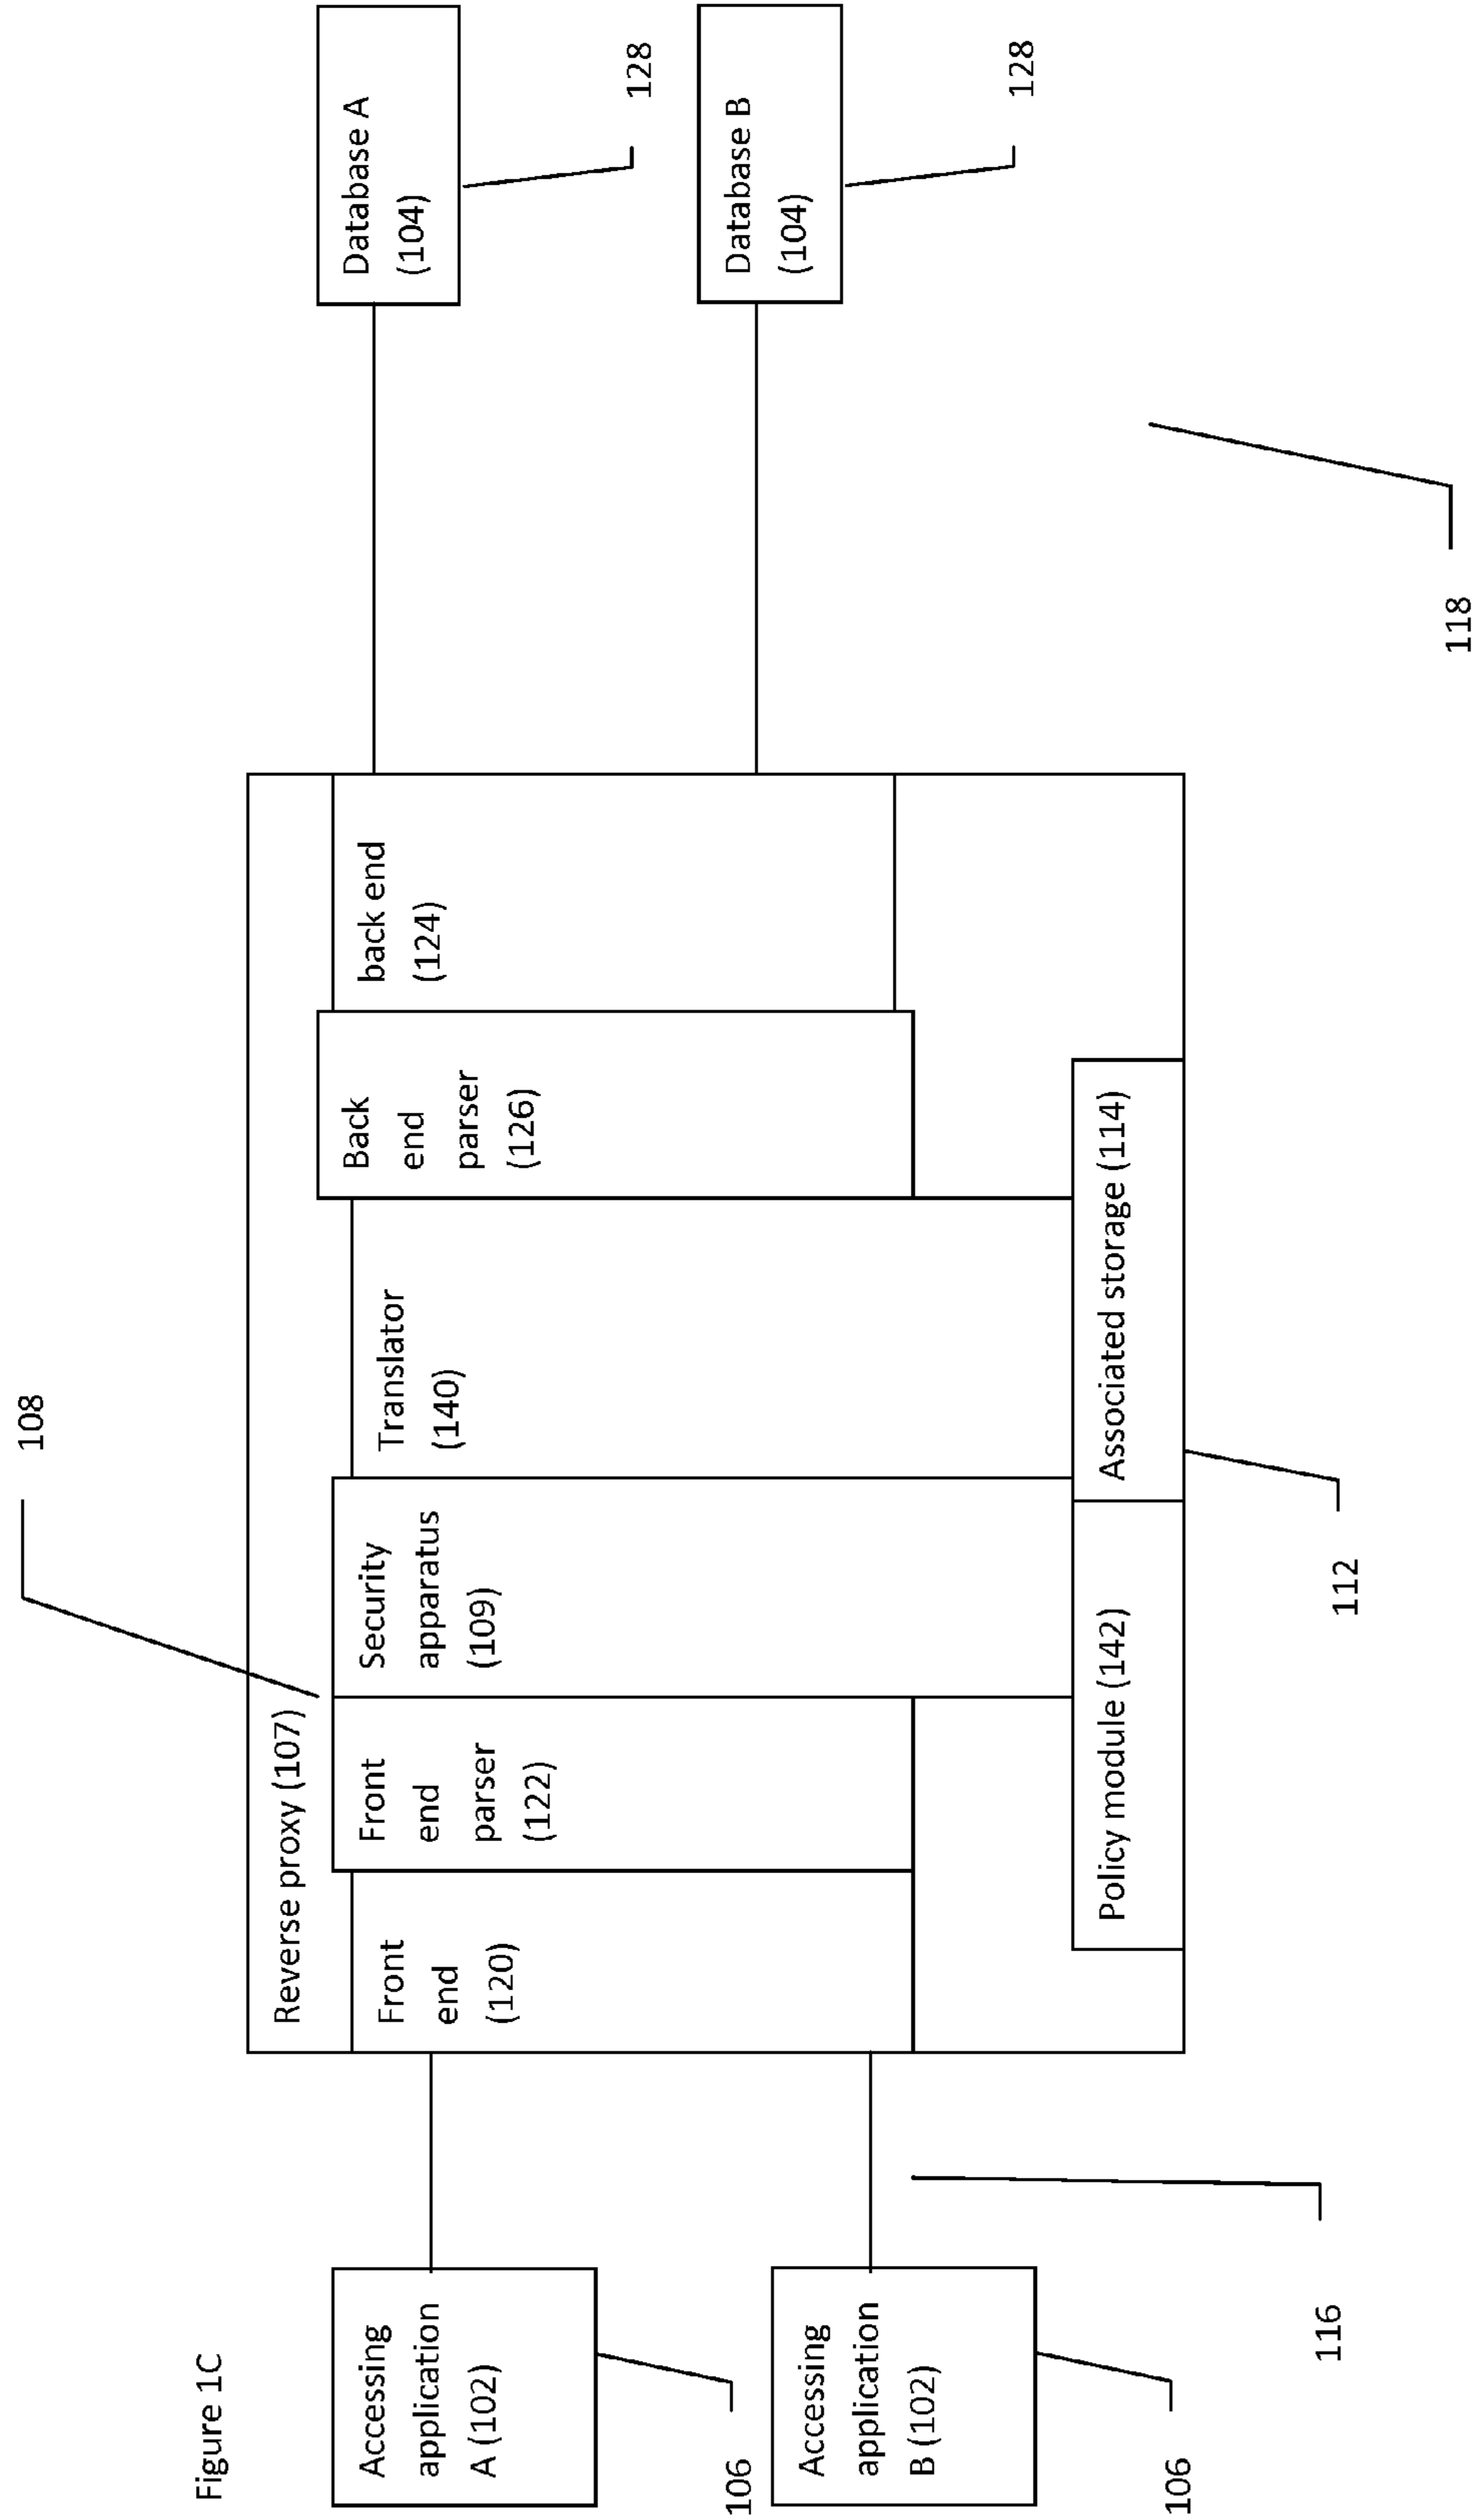 Figure 1C
108
Reverse proxy (107)
Accessing
application
A (102)
106
Accessing
application
B (102)
106
116
Front
end
(120)
Front
end
parser
(122)
Security
apparatus
(109)
Translator
(140)
Back
end
parser
(126)
back end
(124)
Policy module (142)
Associated storage (114)
112
Database A
(104)
128
Database B
(104)
128
118